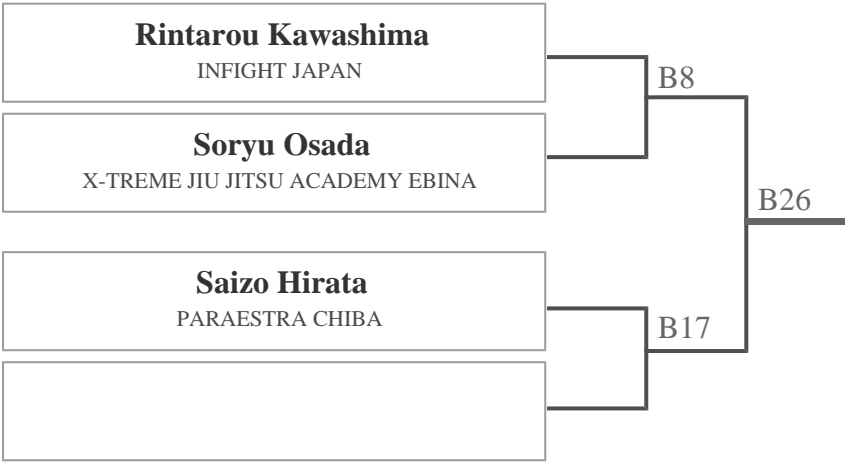 Rintarou Kawashima
INFIGHT JAPAN
B8
Soryu Osada
X-TREME JIU JITSU ACADEMY EBINA
B26
Saizo Hirata
PARAESTRA CHIBA
B17